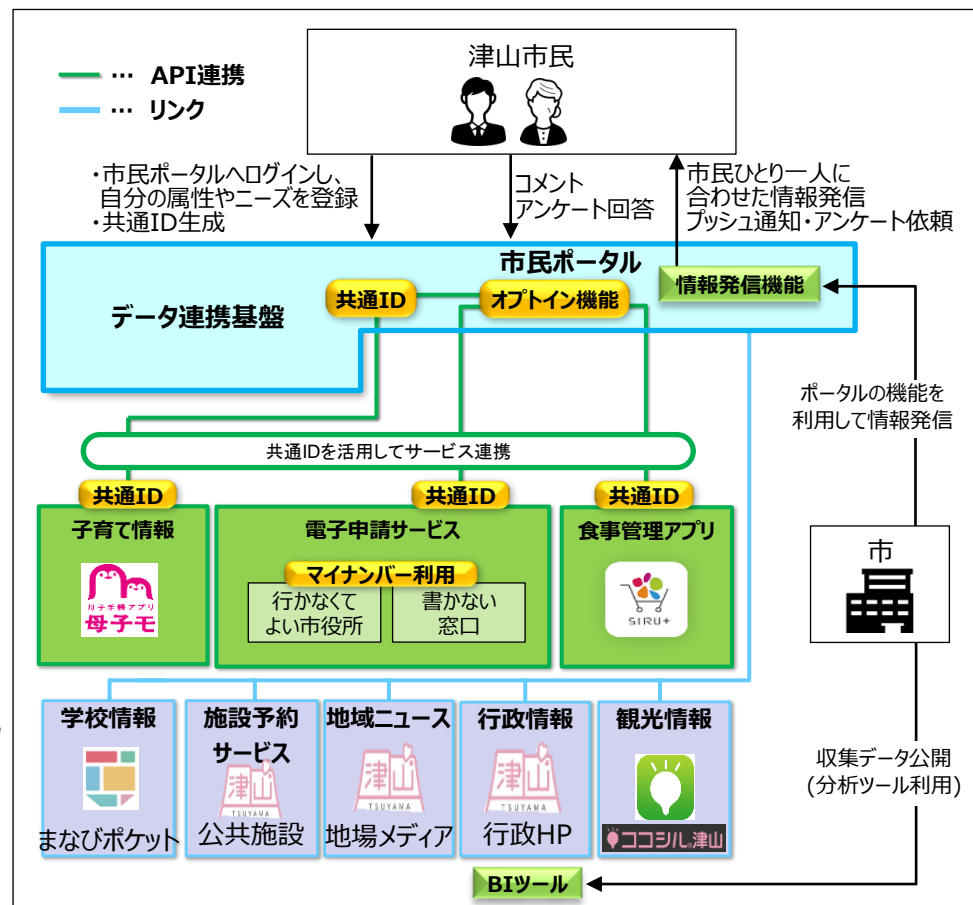 津山市民
… API連携
… リンク
・市民ポータルへログインし、
自分の属性やニーズを登録
・共通ID生成
コメント
アンケート回答
市民ひとり一人に
合わせた情報発信
プッシュ通知・アンケート依頼
市民ポータル
データ連携基盤
共通ID
オプトイン機能
情報発信機能
ポータルの機能を
利用して情報発信
共通IDを活用してサービス連携
共通ID
共通ID
共通ID
子育て情報
母子手帳アプリ
母子モ
電子申請サービス
マイナンバー利用
行かなくて
よい市役所
書かない
窓口
食事管理アプリ
SIRU+
市
学校情報
まなびポケット
施設予約
サービス
津山
TSUYAMA
公共施設
地域ニュース
津山
TSUYAMA
地場メディア
行政情報
津山
TSUYAMA
行政HP
観光情報
ココシル津山
収集データ公開
(分析ツール利用)
BIツール